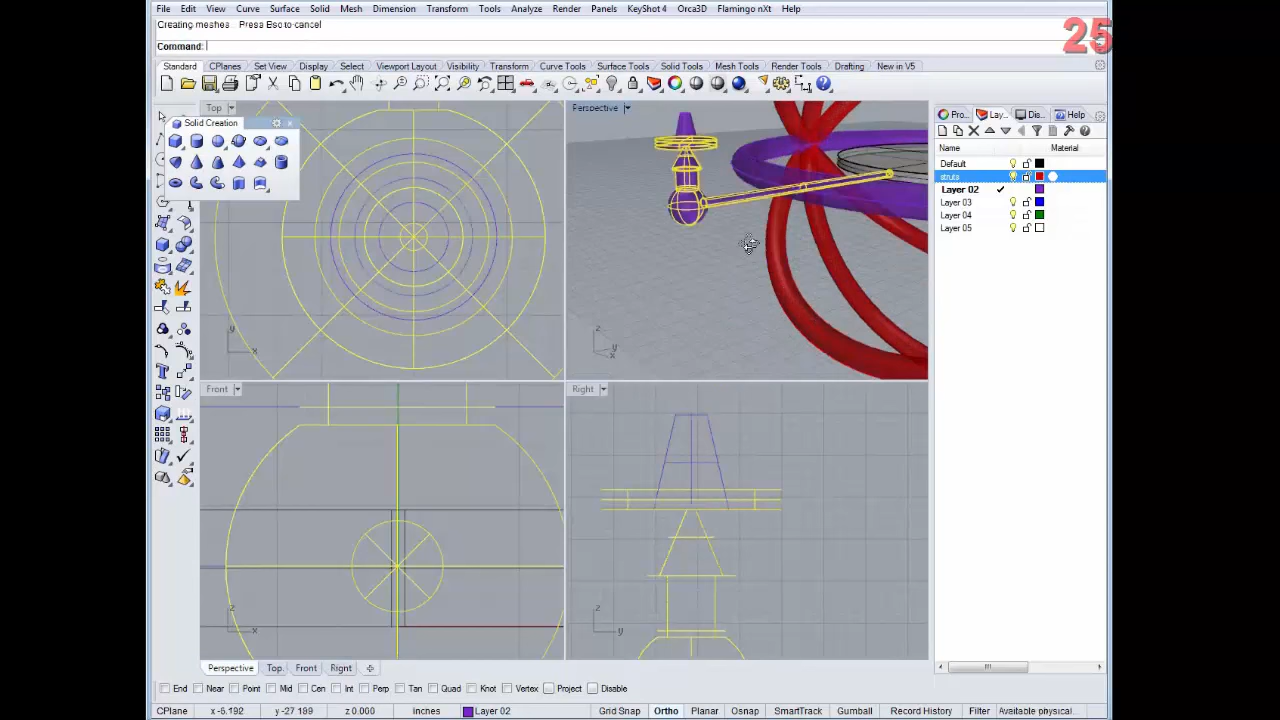 File Edit View Curve Surface Solid Mesh Dimension Transform Tools Analyze Render Panels KeyShot 4 Orca3D Flamingo nXt Help
25
Creating meshes... Press Esc to cancel
Command:
Standard CPlanes Set View Display Select Viewport Layout Visibility Transform Curve Tools Surface Tools Solid Tools Mesh Tools Render Tools Drafting New in V5
Top
Perspective
Pro... Lay... Dis... Help
Solid Creation
Name Material
Default
struts
Layer 02
Layer 03
Layer 04
Layer 05
y
x
z
y
x
Front
Right
z
x
z
y
Perspective Top Front Right
End Near Point Mid Cen Int Perp Tan Quad Knot Vertex Project Disable
CPlane x -6.192 y -27.189 z 0.000 Inches Layer 02 Grid Snap Ortho Planar Osnap SmartTrack Gumball Record History Filter Available physical...